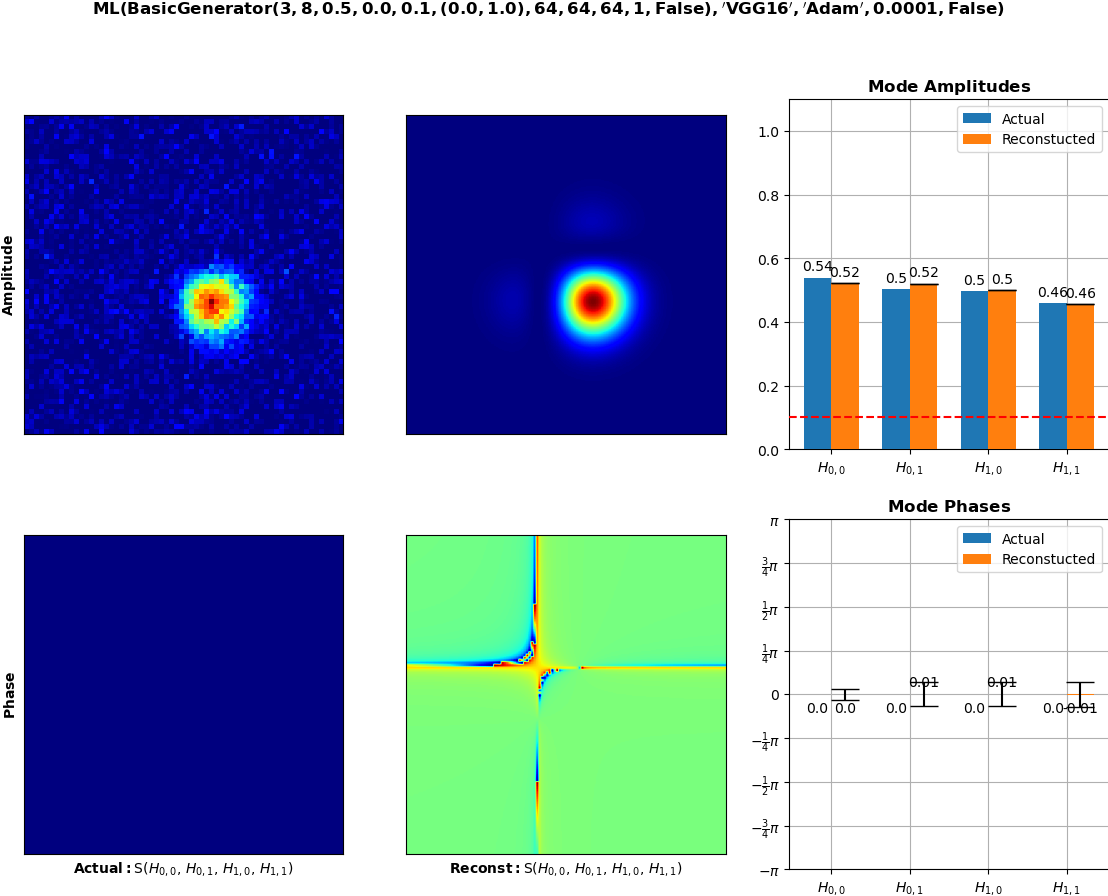 ML(BasicGenerator(3, 8, 0.5, 0.0, 0.1, (0.0, 1.0), 64, 64, 64, 1, False), ′VGG16′, ′Adam′, 0.0001, False)
Amplitude
Mode Amplitudes
Actual
Reconstucted
1.0
0.8
0.6
0.4
0.2
0.0
0.54
0.52
0.5
0.52
0.5
0.5
0.46
0.46
H0,0
H0,1
H1,0
H1,1
Phase
Actual: S(H0,0, H0,1, H1,0, H1,1)
Reconst: S(H0,0, H0,1, H1,0, H1,1)
Mode Phases
Actual
Reconstucted
π
3/4π
1/2π
1/4π
0
−1/4π
−1/2π
−3/4π
−π
0.0
0.0
0.0
0.01
0.0
0.01
0.0
-0.01
H0,0
H0,1
H1,0
H1,1